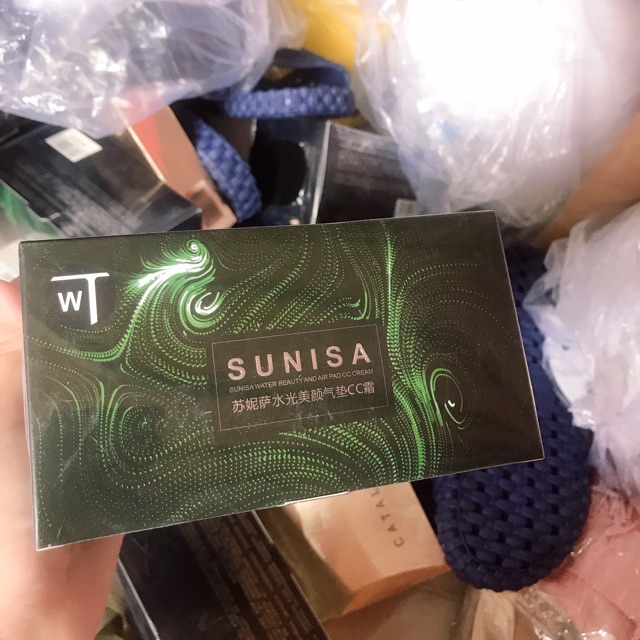 WT
SUNISA
SUNISA WATER BEAUTY AND AIR PAD CC CREAM
苏妮萨水光美颜气垫CC霜
CATAL